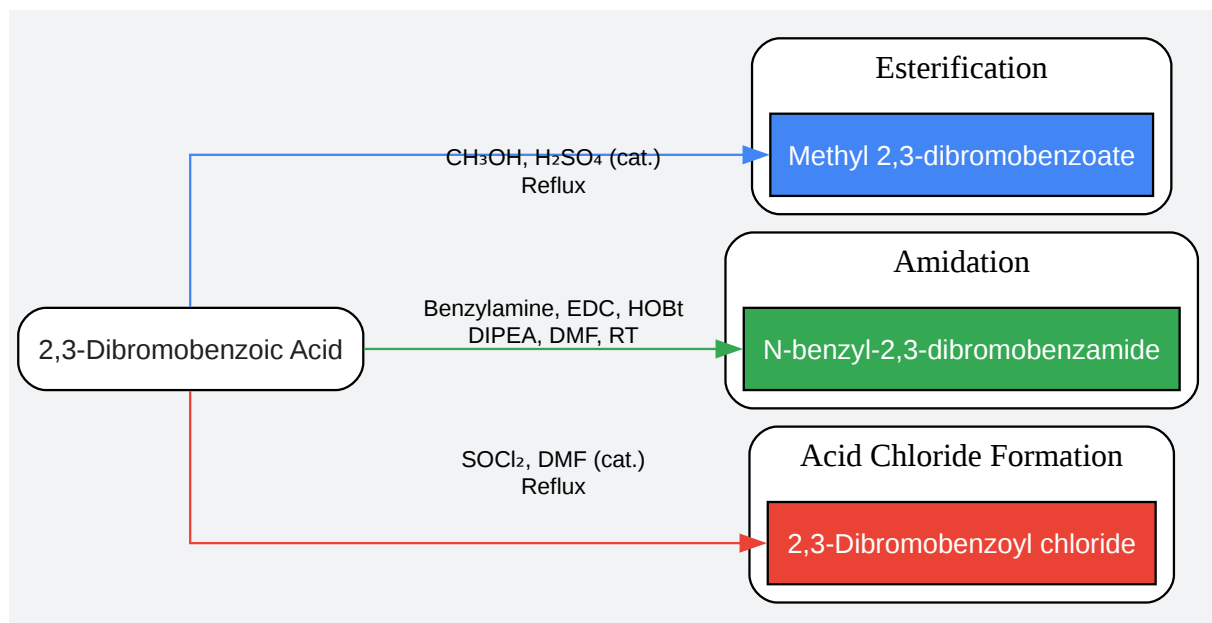 Esterification
CH₃OH, H₂SO₄ (cat.)
Reflux
Methyl 2,3-dibromobenzoate
Amidation
Benzylamine, EDC, HOBt
DIPEA, DMF, RT
2,3-Dibromobenzoic Acid
N-benzyl-2,3-dibromobenzamide
Acid Chloride Formation
SOCl₂, DMF (cat.)
Reflux
2,3-Dibromobenzoyl chloride